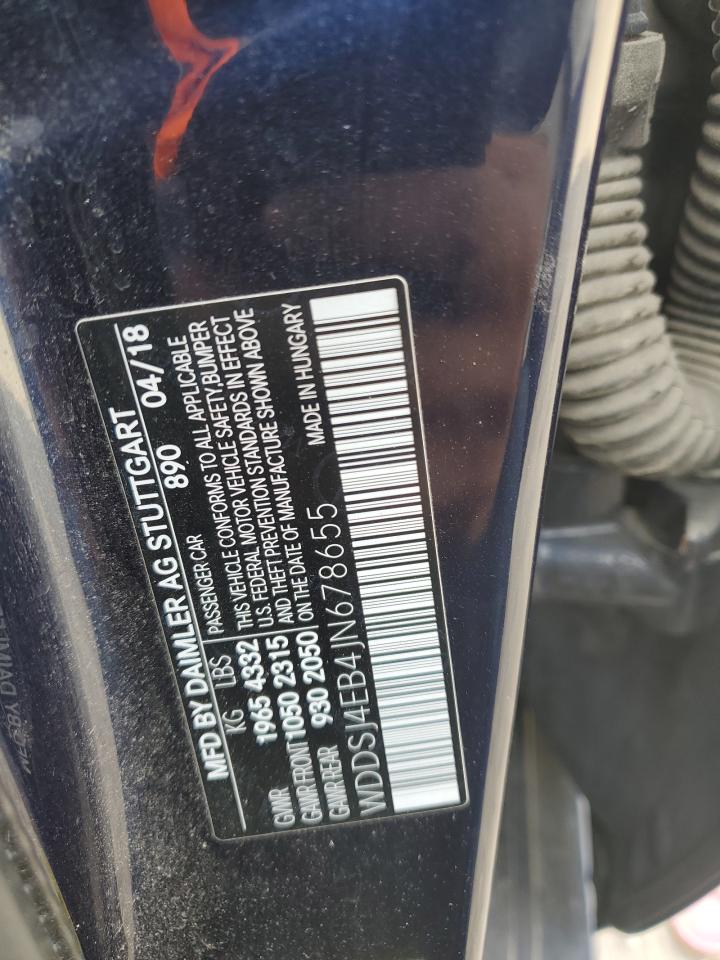 MFD BY DAIMLER AG STUTTGART
890 04/18
KG LBS PASSENGER CAR
GVWR 1965 4332
GAWR FRONT 1050 2315
GAWR REAR 930 2050
THIS VEHICLE CONFORMS TO ALL APPLICABLE
U.S. FEDERAL MOTOR VEHICLE SAFETY, BUMPER
AND THEFT PREVENTION STANDARDS IN EFFECT
ON THE DATE OF MANUFACTURE SHOWN ABOVE
WDDSJ4EB4JN678655 MADE IN HUNGARY